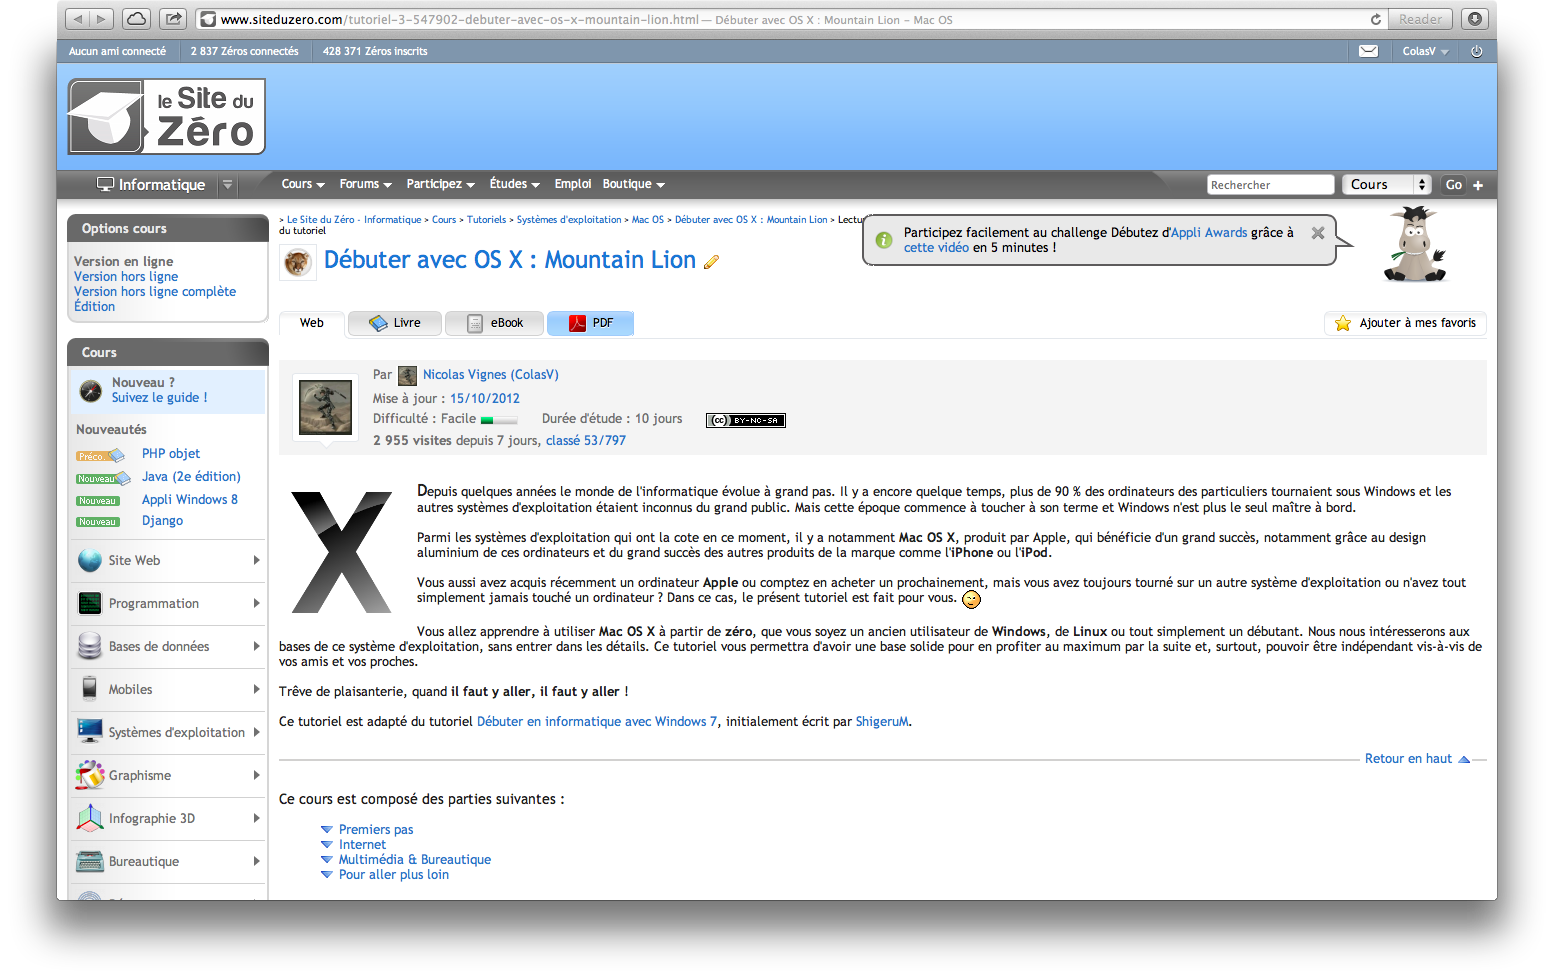 www.siteduzero.com/tutoriel-3-547902-debuter-avec-os-x-mountain-lion.html — Débuter avec OS X : Mountain Lion – Mac OS
Reader
Aucun ami connecté
2 837 Zéros connectés
428 371 Zéros inscrits
ColasV
le Site du
Zéro
Informatique
Cours
Forums
Participez
Études
Emploi
Boutique
Rechercher
Cours
Go
+
Options cours
Version en ligne
Version hors ligne
Version hors ligne complète
Édition
> Le Site du Zéro - Informatique > Cours > Tutoriels > Systèmes d'exploitation > Mac OS > Débuter avec OS X : Mountain Lion > Lectu
du tutoriel
Participez facilement au challenge Débutez d'Appli Awards grâce à
cette vidéo en 5 minutes !
Débuter avec OS X : Mountain Lion
Web
Livre
eBook
PDF
Ajouter à mes favoris
Cours
Nouveau ?
Suivez le guide !
Nouveautés
Préco. PHP objet
Nouveau Java (2e édition)
Nouveau Appli Windows 8
Nouveau Django
Site Web
Programmation
Bases de données
Mobiles
Systèmes d'exploitation
Graphisme
Infographie 3D
Bureautique
Par Nicolas Vignes (ColasV)
Mise à jour : 15/10/2012
Difficulté : Facile Durée d'étude : 10 jours (cc) BY-NC-SA
2 955 visites depuis 7 jours, classé 53/797
X
Depuis quelques années le monde de l'informatique évolue à grand pas. Il y a encore quelque temps, plus de 90 % des ordinateurs des particuliers tournaient sous Windows et les
autres systèmes d'exploitation étaient inconnus du grand public. Mais cette époque commence à toucher à son terme et Windows n'est plus le seul maître à bord.
Parmi les systèmes d'exploitation qui ont la cote en ce moment, il y a notamment Mac OS X, produit par Apple, qui bénéficie d'un grand succès, notamment grâce au design
aluminium de ces ordinateurs et du grand succès des autres produits de la marque comme l'iPhone ou l'iPod.
Vous aussi avez acquis récemment un ordinateur Apple ou comptez en acheter un prochainement, mais vous avez toujours tourné sur un autre système d'exploitation ou n'avez tout
simplement jamais touché un ordinateur ? Dans ce cas, le présent tutoriel est fait pour vous.
Vous allez apprendre à utiliser Mac OS X à partir de zéro, que vous soyez un ancien utilisateur de Windows, de Linux ou tout simplement un débutant. Nous nous intéresserons aux
bases de ce système d'exploitation, sans entrer dans les détails. Ce tutoriel vous permettra d'avoir une base solide pour en profiter au maximum par la suite et, surtout, pouvoir être indépendant vis-à-vis de
vos amis et vos proches.
Trêve de plaisanterie, quand il faut y aller, il faut y aller !
Ce tutoriel est adapté du tutoriel Débuter en informatique avec Windows 7, initialement écrit par ShigeruM.
Retour en haut
Ce cours est composé des parties suivantes :
Premiers pas
Internet
Multimédia & Bureautique
Pour aller plus loin